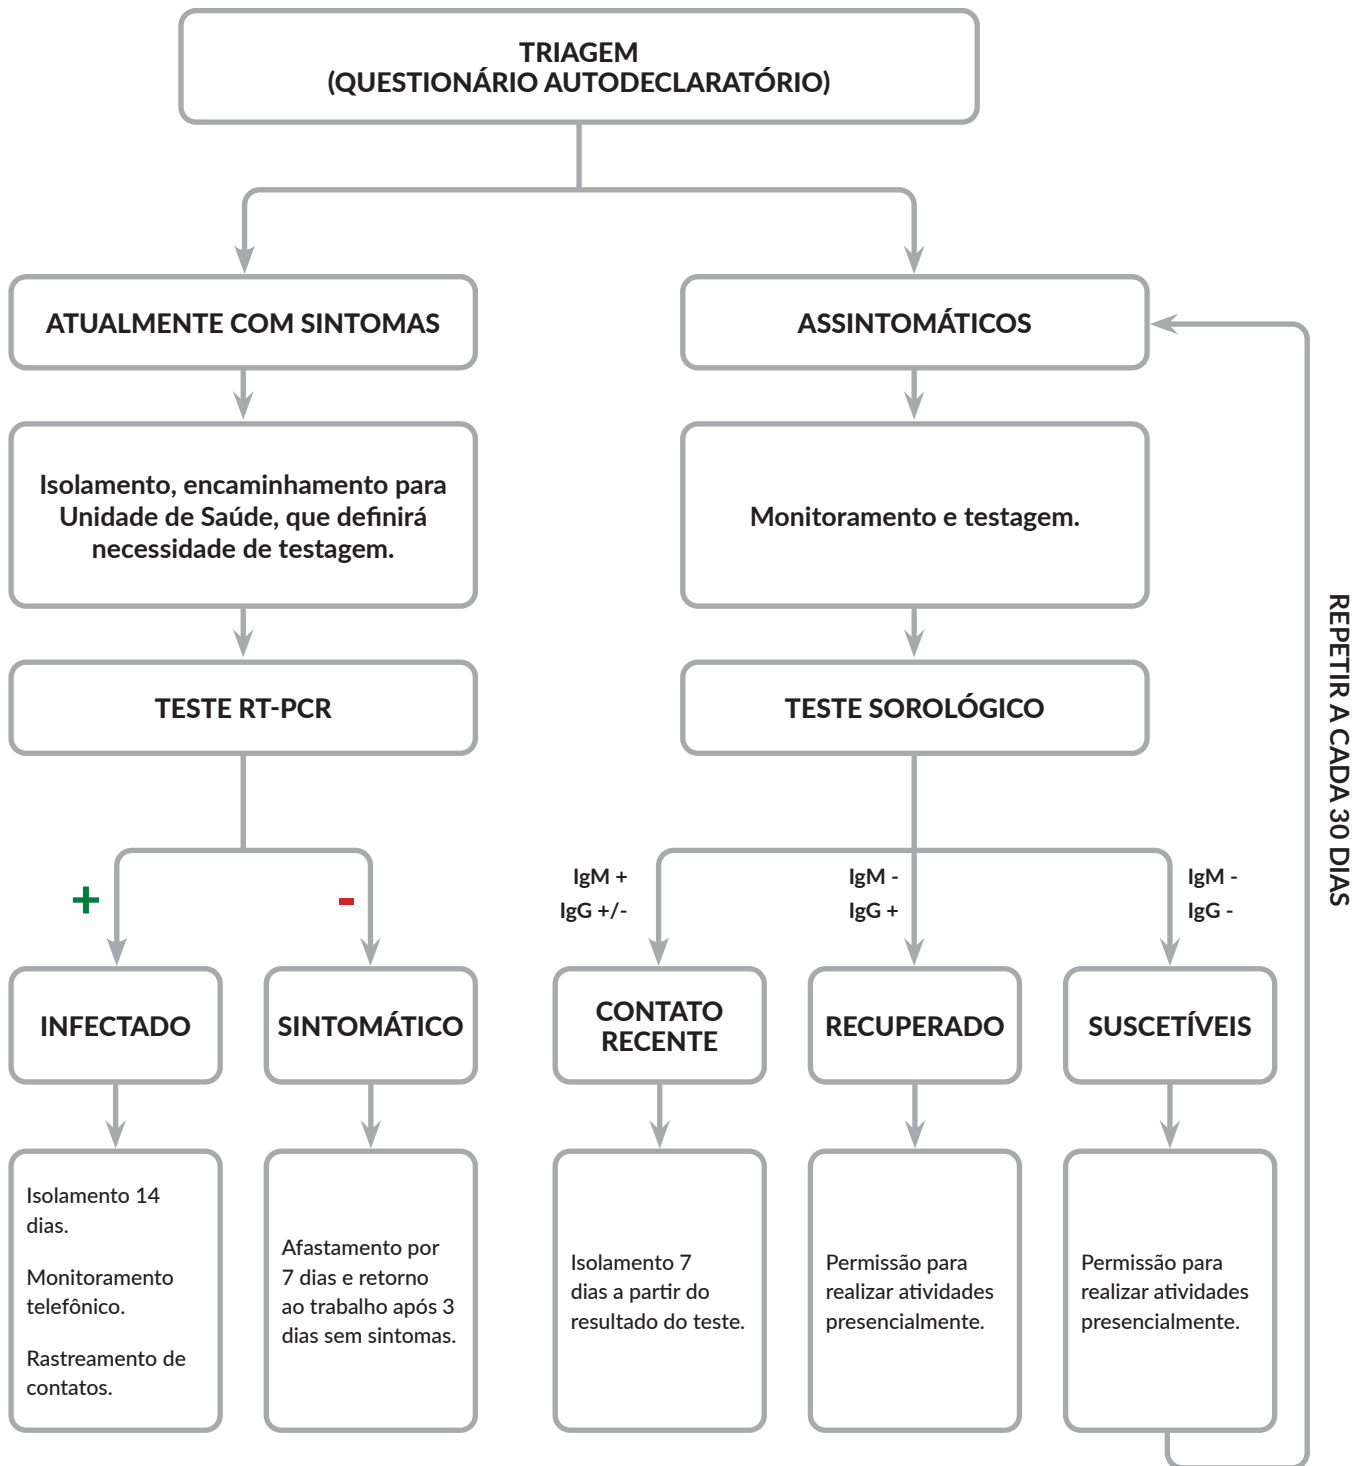 TRIAGEM
(QUESTIONÁRIO AUTODECLARATÓRIO)
ATUALMENTE COM SINTOMAS
ASSINTOMÁTICOS
Isolamento, encaminhamento para
Unidade de Saúde, que definirá
necessidade de testagem.
Monitoramento e testagem.
TESTE RT-PCR
TESTE SOROLÓGICO
REPETIR A CADA 30 DIAS
+
-
IgM +
IgG +/-
IgM -
IgG +
IgM -
IgG -
INFECTADO
SINTOMÁTICO
CONTATO
RECENTE
RECUPERADO
SUSCETÍVEIS
Isolamento 14
dias.
Monitoramento
telefônico.
Rastreamento de
contatos.
Afastamento por
7 dias e retorno
ao trabalho após 3
dias sem sintomas.
Isolamento 7
dias a partir do
resultado do teste.
Permissão para
realizar atividades
presencialmente.
Permissão para
realizar atividades
presencialmente.